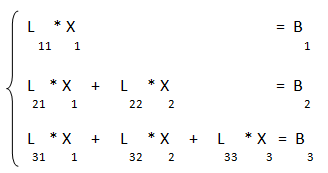 L * X = B
11 1 1
L * X + L * X = B
21 1 22 2 2
L * X + L * X + L * X = B
31 1 32 2 33 3 3